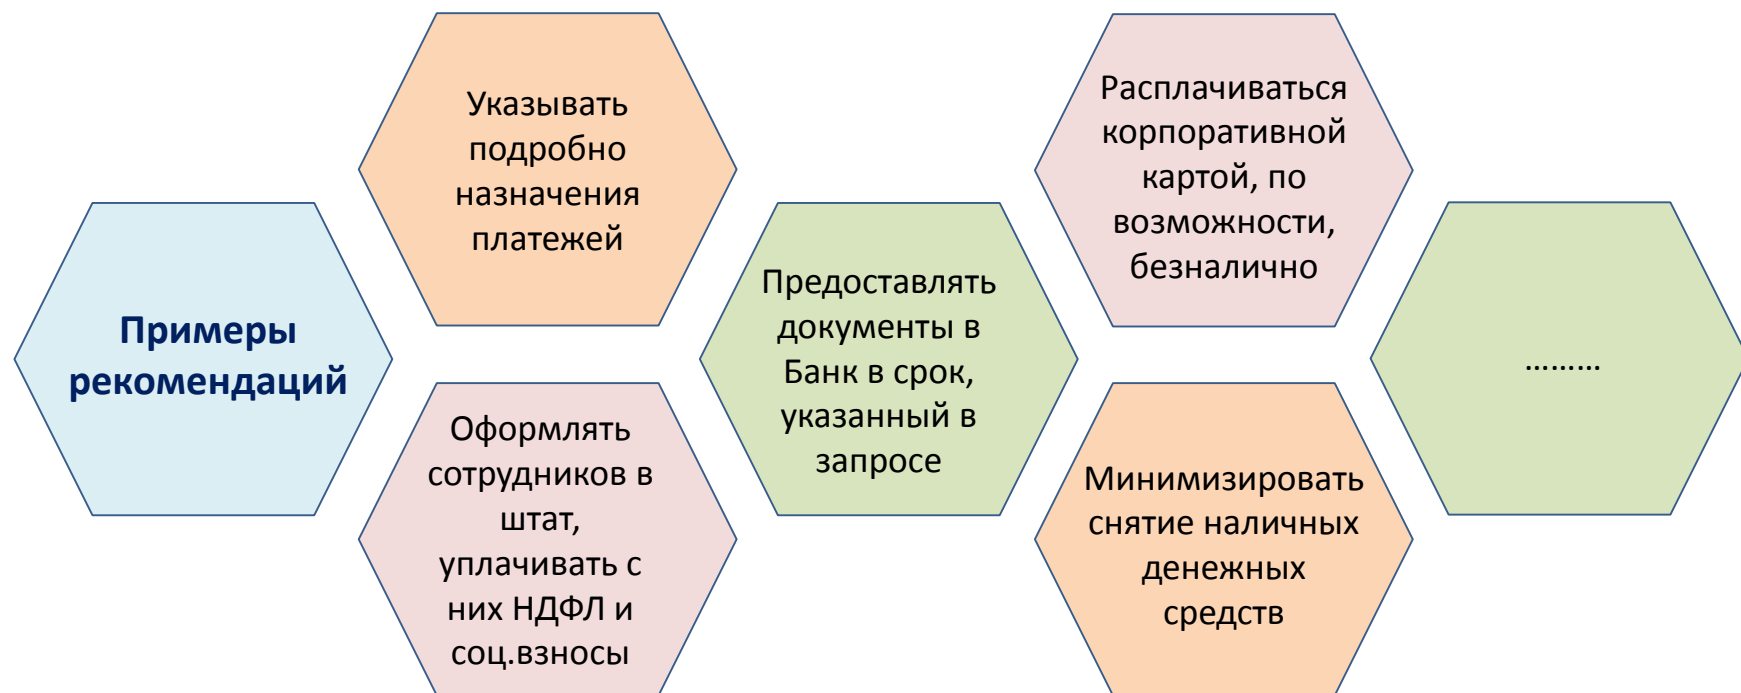 Примеры
рекомендаций
Указывать
подробно
назначения
платежей
Оформлять
сотрудников в
штат,
уплачивать с
них НДФЛ и
соц.взносы
Предоставлять
документы в
Банк в срок,
указанный в
запросе
Расплачиваться
корпоративной
картой, по
возможности,
безналично
Минимизировать
снятие наличных
денежных
средств
………